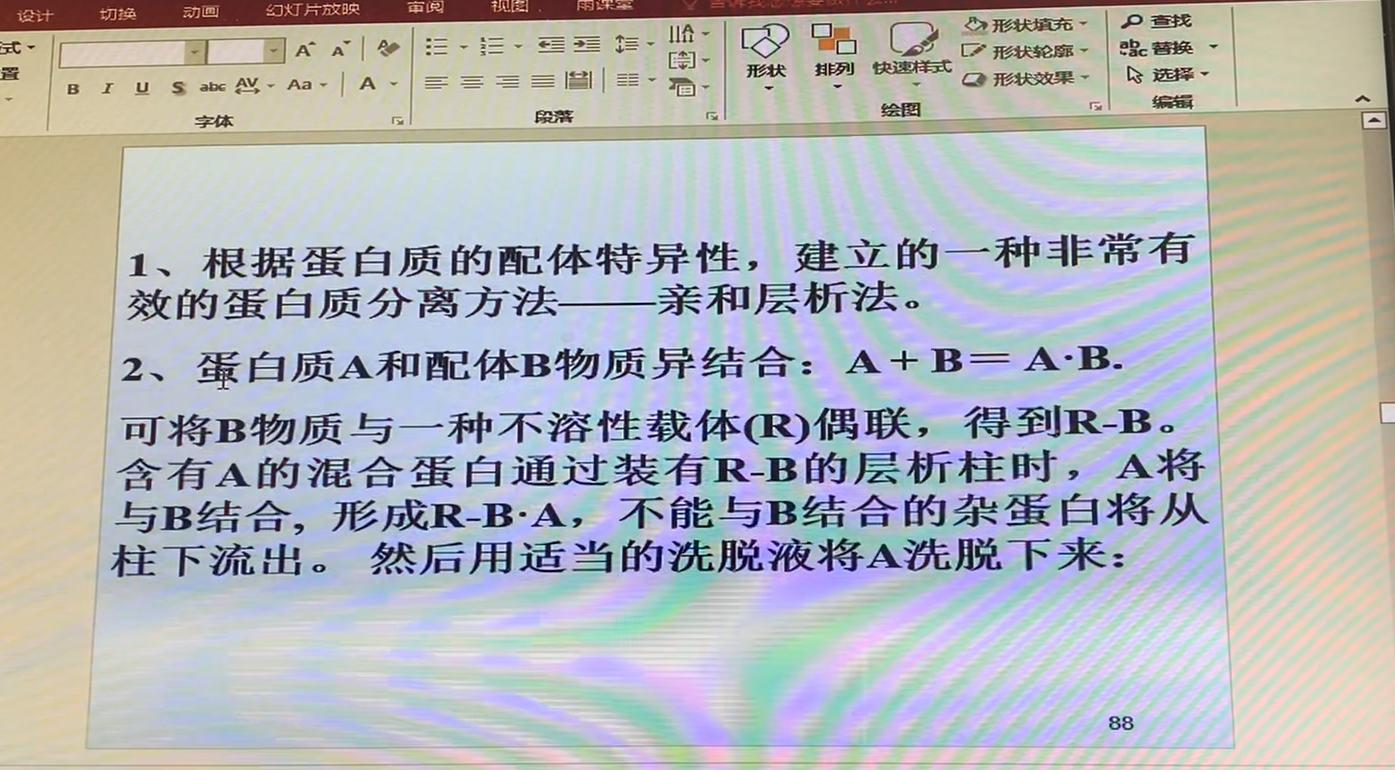 设计 切换 动画 幻灯片放映 审阅 视图 雨课堂
式
置
B I U S abc AV Aa A
字体
段落
形状
排列
快速样式
形状填充
形状轮廓
形状效果
绘图
查找
替换
选择
编辑
1、根据蛋白质的配体特异性，建立的一种非常有
效的蛋白质分离方法——亲和层析法。
2、蛋白质A和配体B物质异结合：A＋B＝ A·B.
可将B物质与一种不溶性载体(R)偶联，得到R-B。
含有A的混合蛋白通过装有R-B的层析柱时，A将
与B结合, 形成R-B·A，不能与B结合的杂蛋白将从
柱下流出。 然后用适当的洗脱液将A洗脱下来：
88